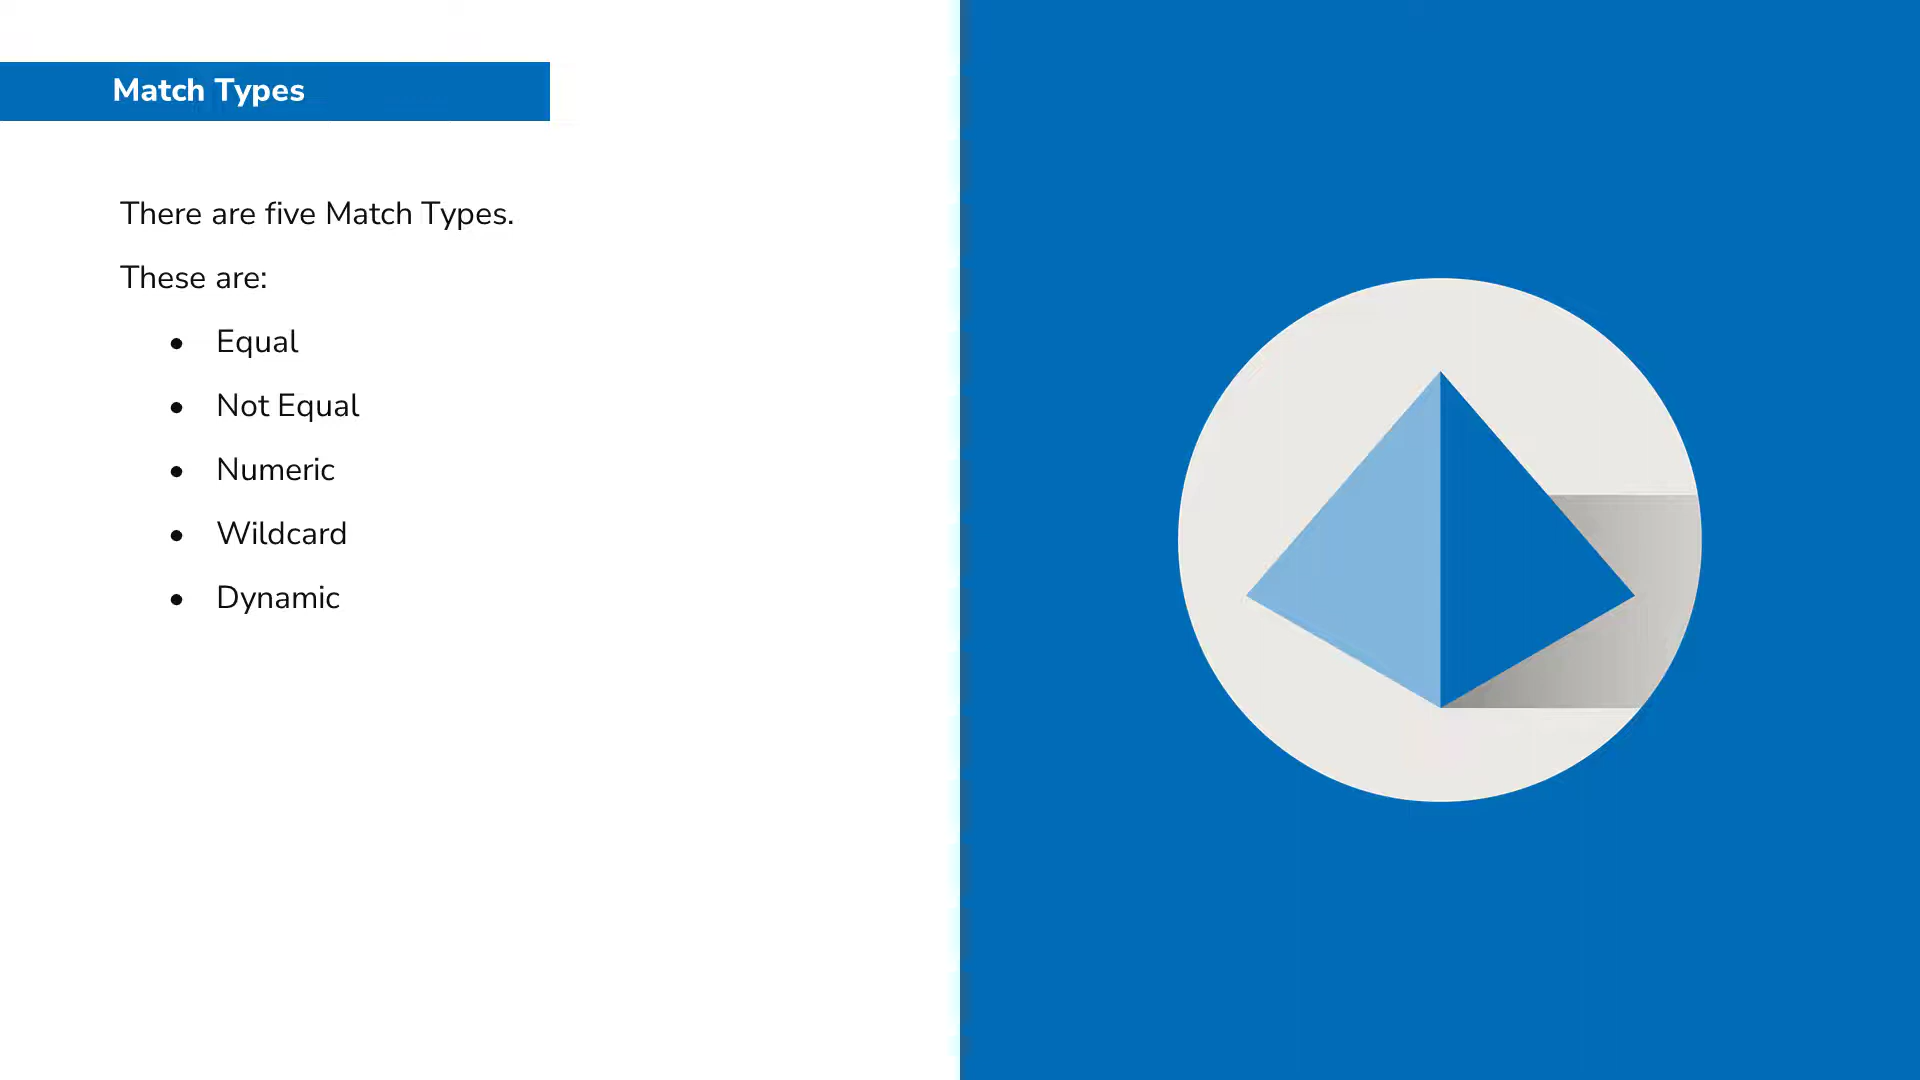 Match Types
There are five Match Types.
These are:
● Equal
● Not Equal
● Numeric
● Wildcard
● Dynamic